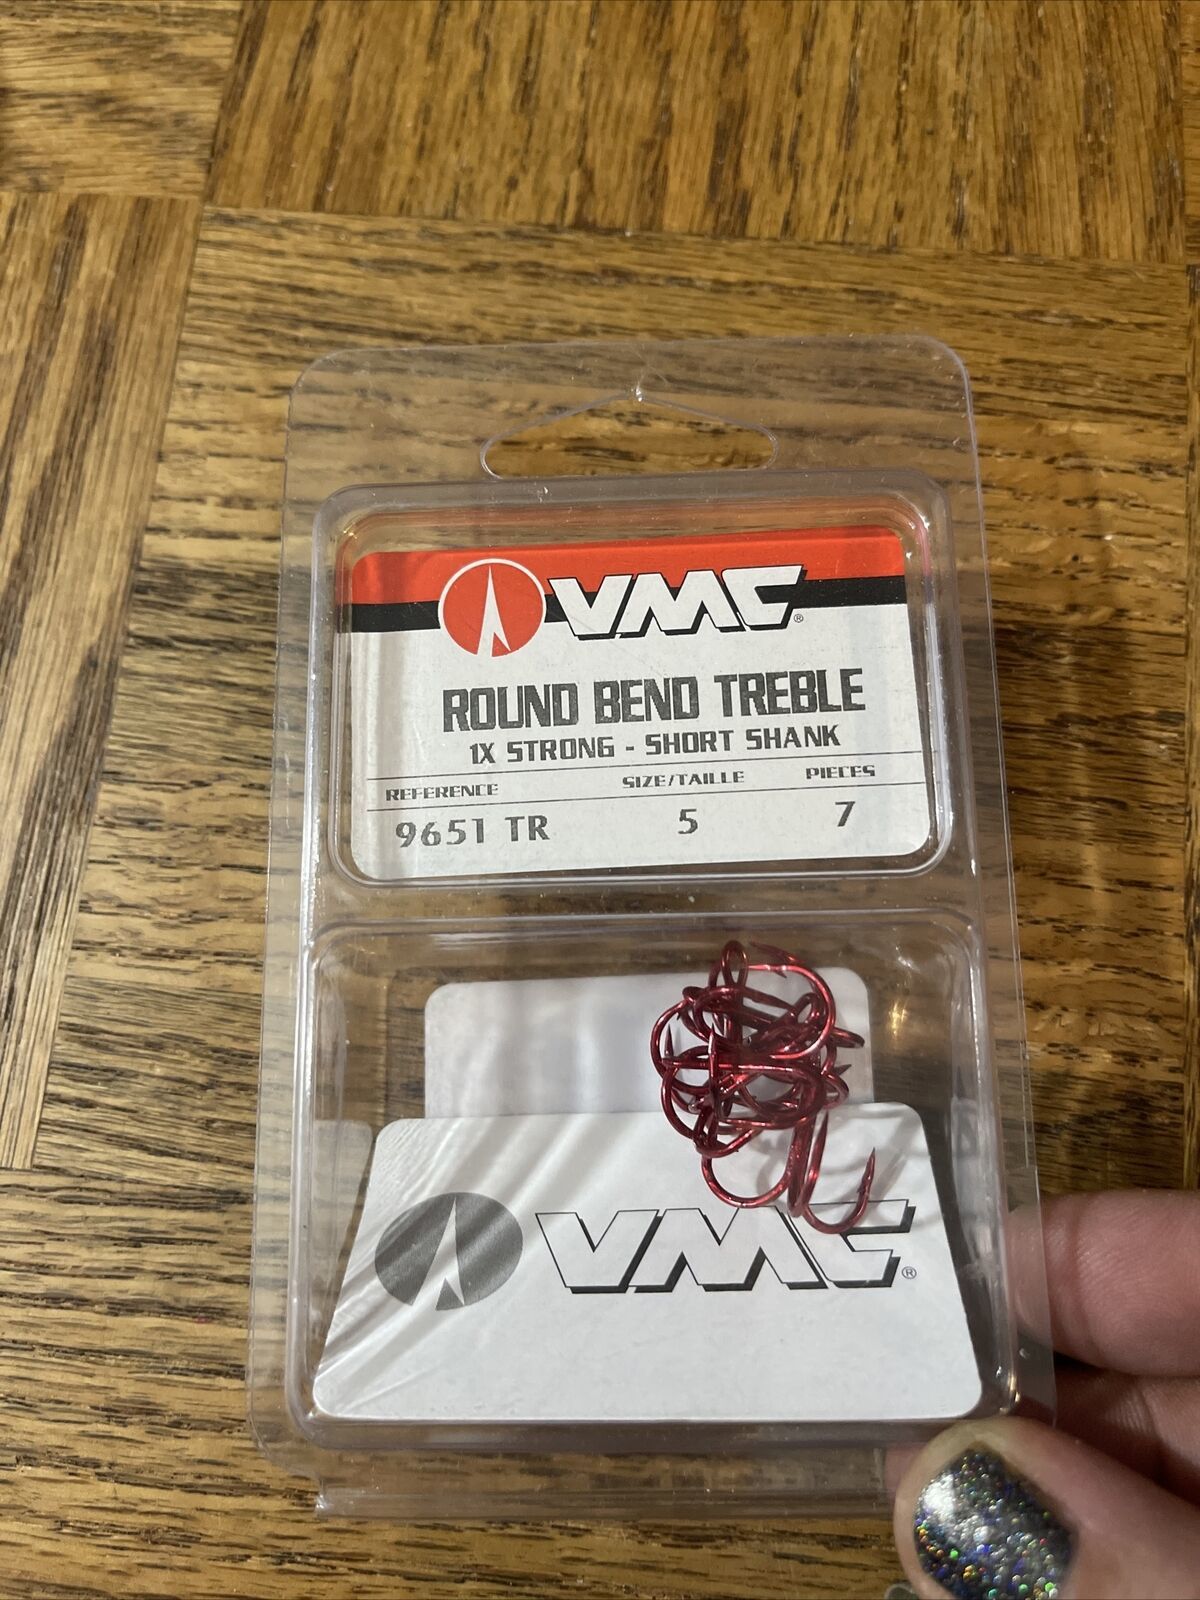 VMC®
ROUND BEND TREBLE
1X STRONG - SHORT SHANK
REFERENCE SIZE/TAILLE PIECES
9651 TR 5 7
VMC®